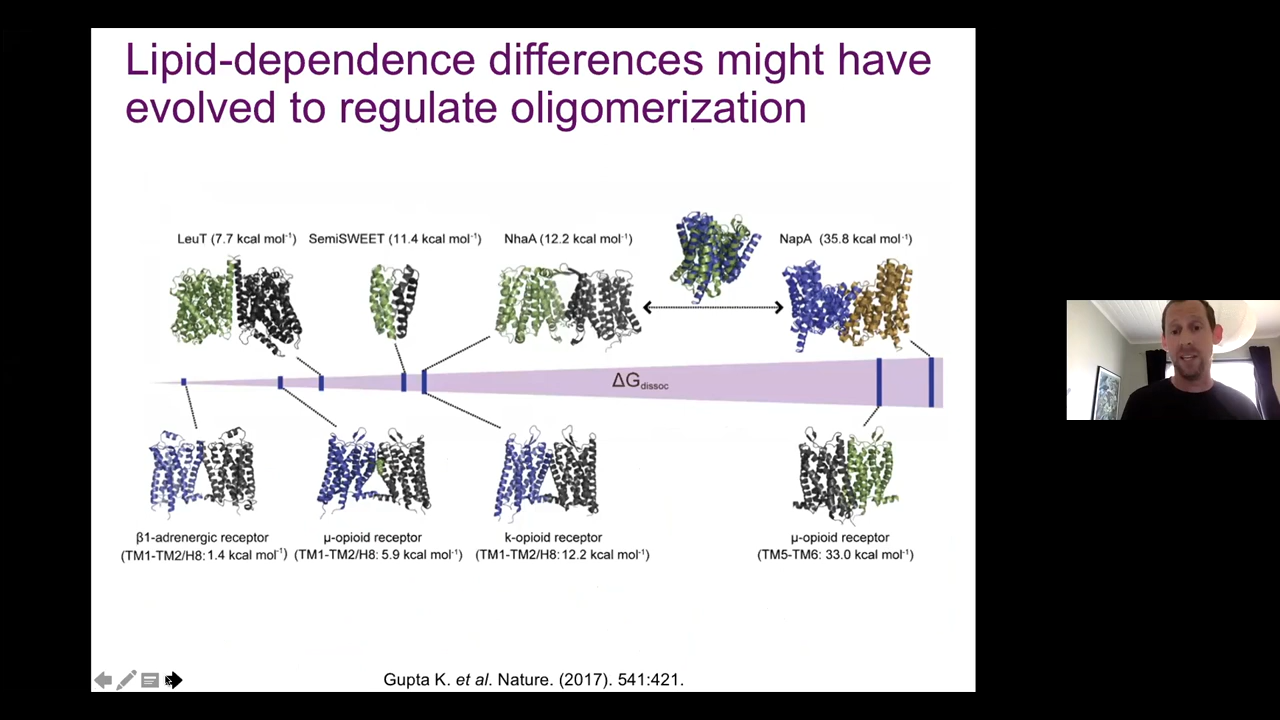 Lipid-dependence differences might have
evolved to regulate oligomerization
LeuT (7.7 kcal mol⁻¹) SemiSWEET (11.4 kcal mol⁻¹) NhaA (12.2 kcal mol⁻¹) NapA (35.8 kcal mol⁻¹)
ΔGdissoc
β1-adrenergic receptor
(TM1-TM2/H8: 1.4 kcal mol⁻¹)
μ-opioid receptor
(TM1-TM2/H8: 5.9 kcal mol⁻¹)
k-opioid receptor
(TM1-TM2/H8: 12.2 kcal mol⁻¹)
μ-opioid receptor
(TM5-TM6: 33.0 kcal mol⁻¹)
Gupta K. et al. Nature. (2017). 541:421.